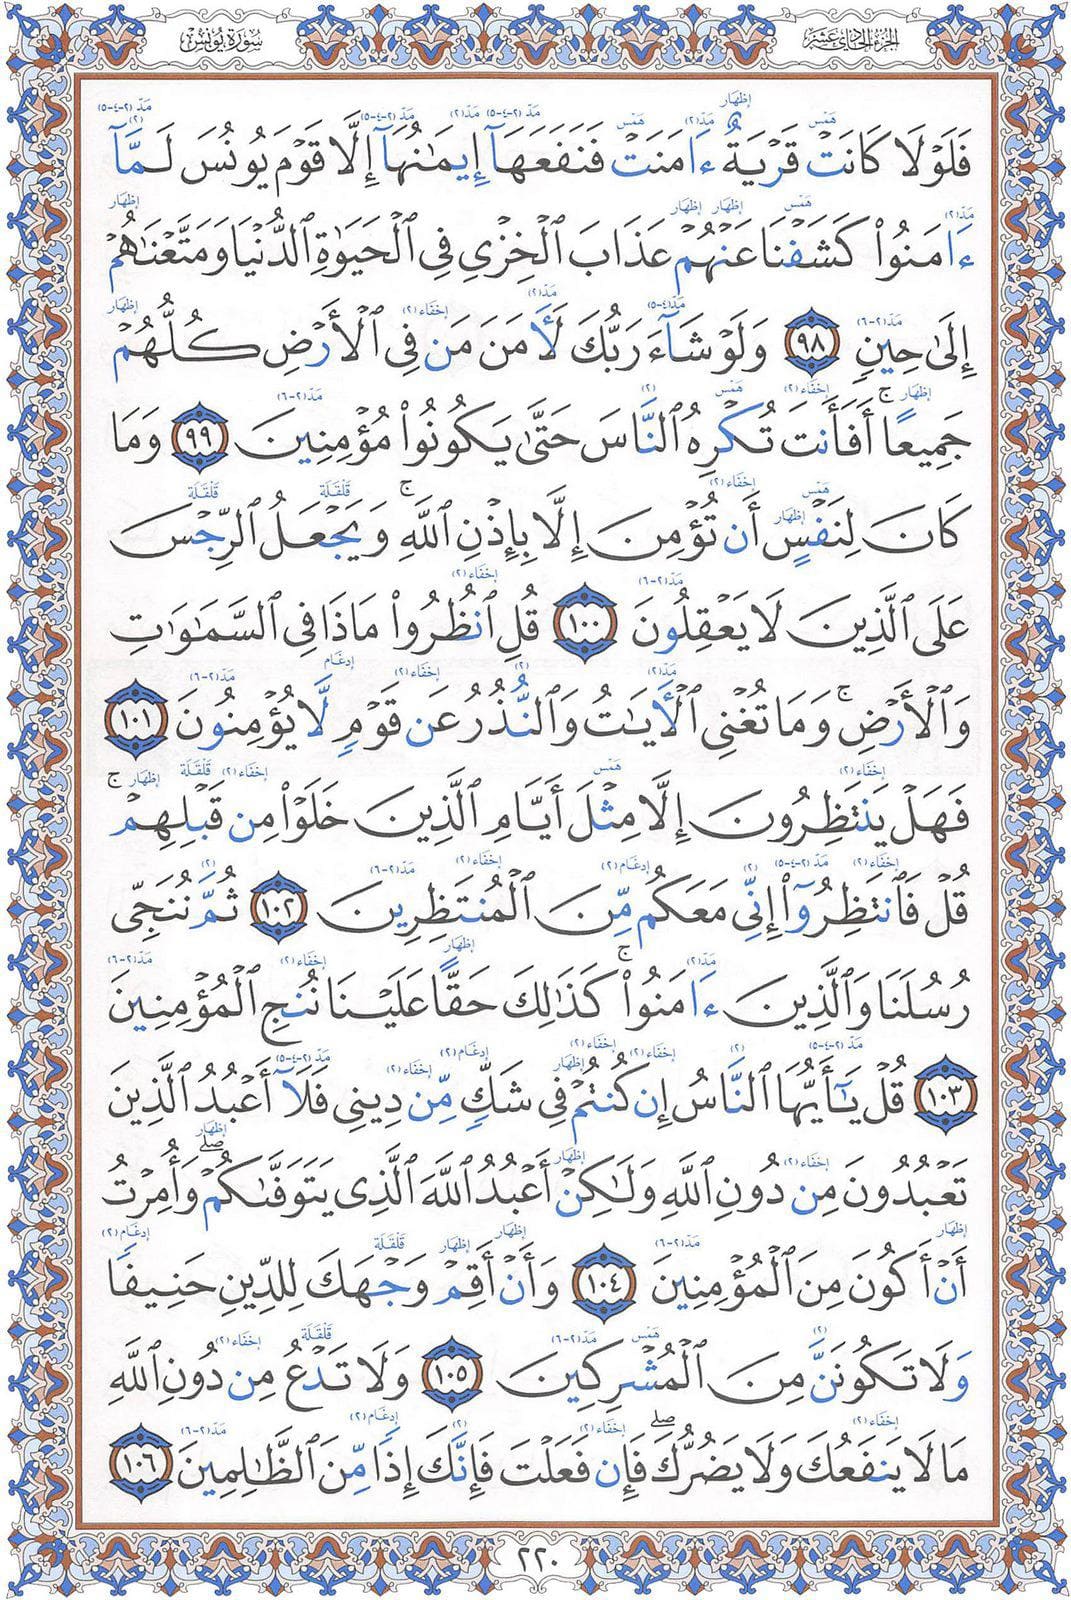 سورة يونس
الجزء الحادي عشر
فَلَوْلَا كَانَتْ قَرْيَةٌ ءَامَنَتْ فَنَفَعَهَآ إِيمَـٰنُهَآ إِلَّا قَوْمَ يُونُسَ لَمَّآ
ءَامَنُوا۟ كَشَفْنَا عَنْهُمْ عَذَابَ ٱلْخِزْىِ فِى ٱلْحَيَوٰةِ ٱلدُّنْيَا وَمَتَّعْنَـٰهُمْ
إِلَىٰ حِينٍ ٩٨ وَلَوْ شَآءَ رَبُّكَ لَـَٔامَنَ مَن فِى ٱلْأَرْضِ كُلُّهُمْ
جَمِيعًا ۚ أَفَأَنتَ تُكْرِهُ ٱلنَّاسَ حَتَّىٰ يَكُونُوا۟ مُؤْمِنِينَ ٩٩ وَمَا
كَانَ لِنَفْسٍ أَن تُؤْمِنَ إِلَّا بِإِذْنِ ٱللَّهِ ۚ وَيَجْعَلُ ٱلرِّجْسَ
عَلَى ٱلَّذِينَ لَا يَعْقِلُونَ ١٠٠ قُلِ ٱنظُرُوا۟ مَاذَا فِى ٱلسَّمَـٰوَٰتِ
وَٱلْأَرْضِ ۚ وَمَا تُغْنِى ٱلْـَٔايَـٰتُ وَٱلنُّذُرُ عَن قَوْمٍ لَّا يُؤْمِنُونَ ١٠١
فَهَلْ يَنتَظِرُونَ إِلَّا مِثْلَ أَيَّامِ ٱلَّذِينَ خَلَوْا۟ مِن قَبْلِهِمْ ۚ
قُلْ فَٱنتَظِرُوٓا۟ إِنِّى مَعَكُم مِّنَ ٱلْمُنتَظِرِينَ ١٠٢ ثُمَّ نُنَجِّى
رُسُلَنَا وَٱلَّذِينَ ءَامَنُوا۟ ۚ كَذَٰلِكَ حَقًّا عَلَيْنَا نُنجِ ٱلْمُؤْمِنِينَ
١٠٣ قُلْ يَـٰٓأَيُّهَا ٱلنَّاسُ إِن كُنتُمْ فِى شَكٍّ مِّن دِينِى فَلَآ أَعْبُدُ ٱلَّذِينَ
تَعْبُدُونَ مِن دُونِ ٱللَّهِ وَلَـٰكِنْ أَعْبُدُ ٱللَّهَ ٱلَّذِى يَتَوَفَّىٰكُمْ ۖ وَأُمِرْتُ
أَنْ أَكُونَ مِنَ ٱلْمُؤْمِنِينَ ١٠٤ وَأَنْ أَقِمْ وَجْهَكَ لِلدِّينِ حَنِيفًا
وَلَا تَكُونَنَّ مِنَ ٱلْمُشْرِكِينَ ١٠٥ وَلَا تَدْعُ مِن دُونِ ٱللَّهِ
مَا لَا يَنفَعُكَ وَلَا يَضُرُّكَ ۖ فَإِن فَعَلْتَ فَإِنَّكَ إِذًا مِّنَ ٱلظَّـٰلِمِينَ ١٠٦
٢٢٠